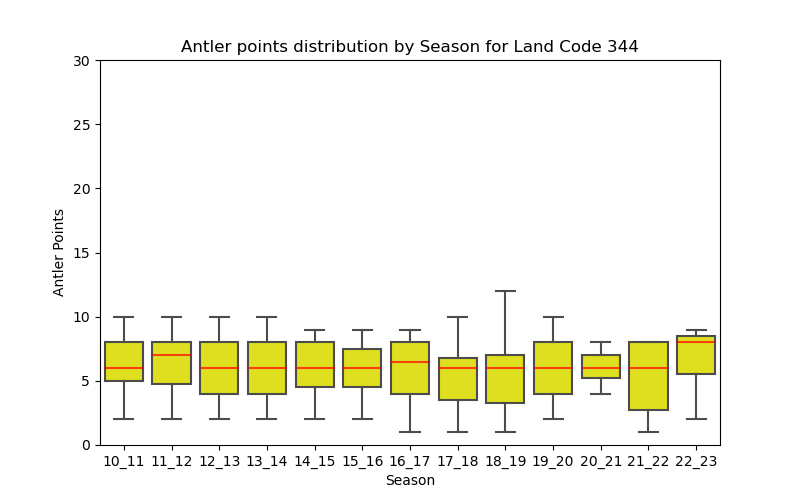 Antler points distribution by Season for Land Code 344
30
25
20
15
10
5
0
Antler Points
10_11 11_12 12_13 13_14 14_15 15_16 16_17 17_18 18_19 19_20 20_21 21_22 22_23
Season